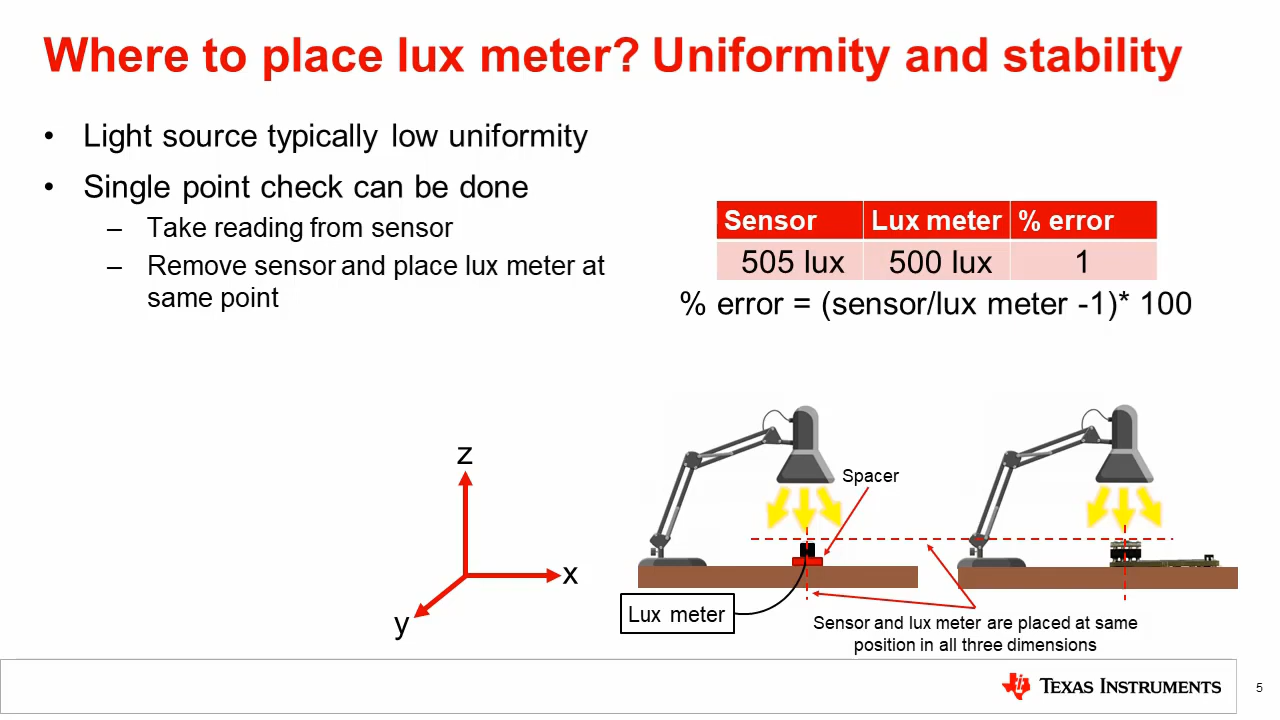 Where to place lux meter? Uniformity and stability
• Light source typically low uniformity
• Single point check can be done
– Take reading from sensor
– Remove sensor and place lux meter at
same point
Sensor Lux meter % error
505 lux 500 lux 1
% error = (sensor/lux meter -1)* 100
z
x
y
Spacer
Lux meter
Sensor and lux meter are placed at same
position in all three dimensions
TEXAS INSTRUMENTS
5